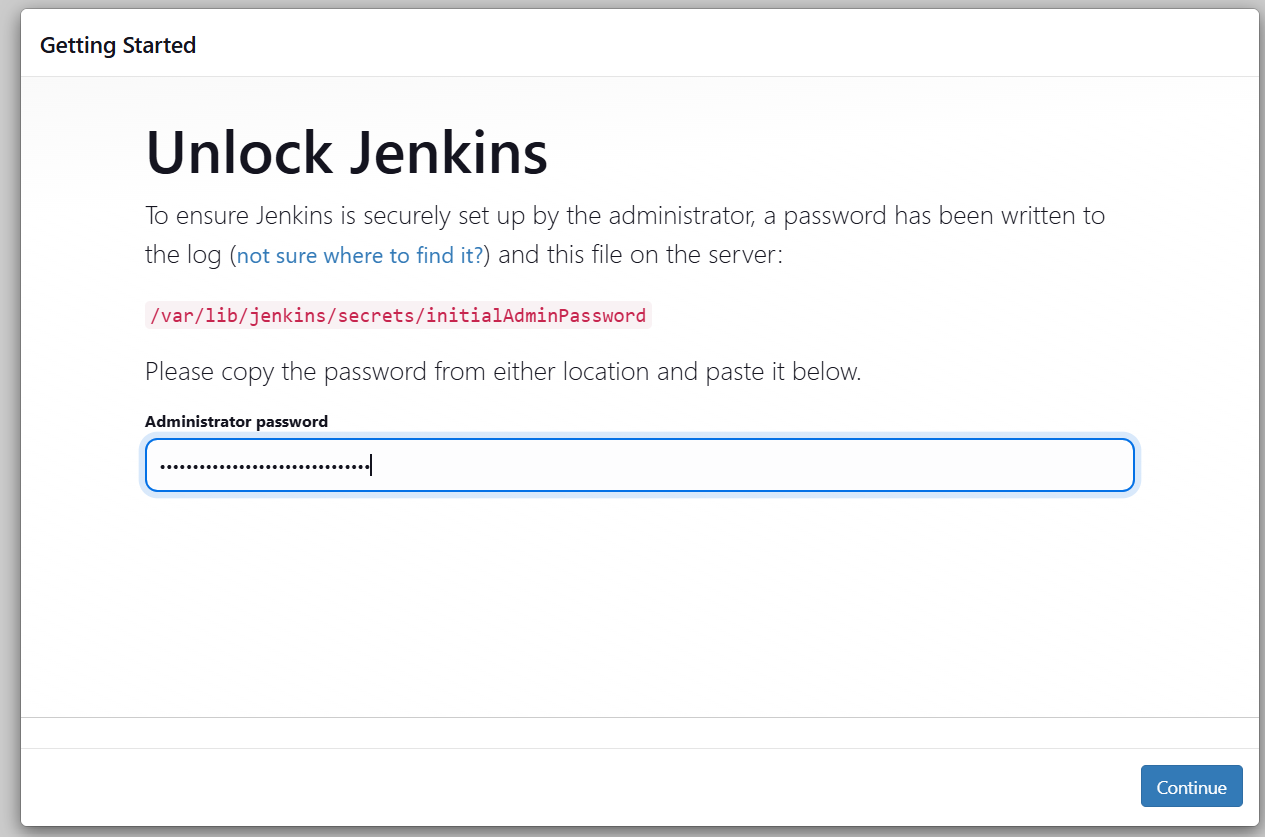 Getting Started
Unlock Jenkins
To ensure Jenkins is securely set up by the administrator, a password has been written to
the log (not sure where to find it?) and this file on the server:
/var/lib/jenkins/secrets/initialAdminPassword
Please copy the password from either location and paste it below.
Administrator password
••••••••••••••••••••••••••••••••
Continue